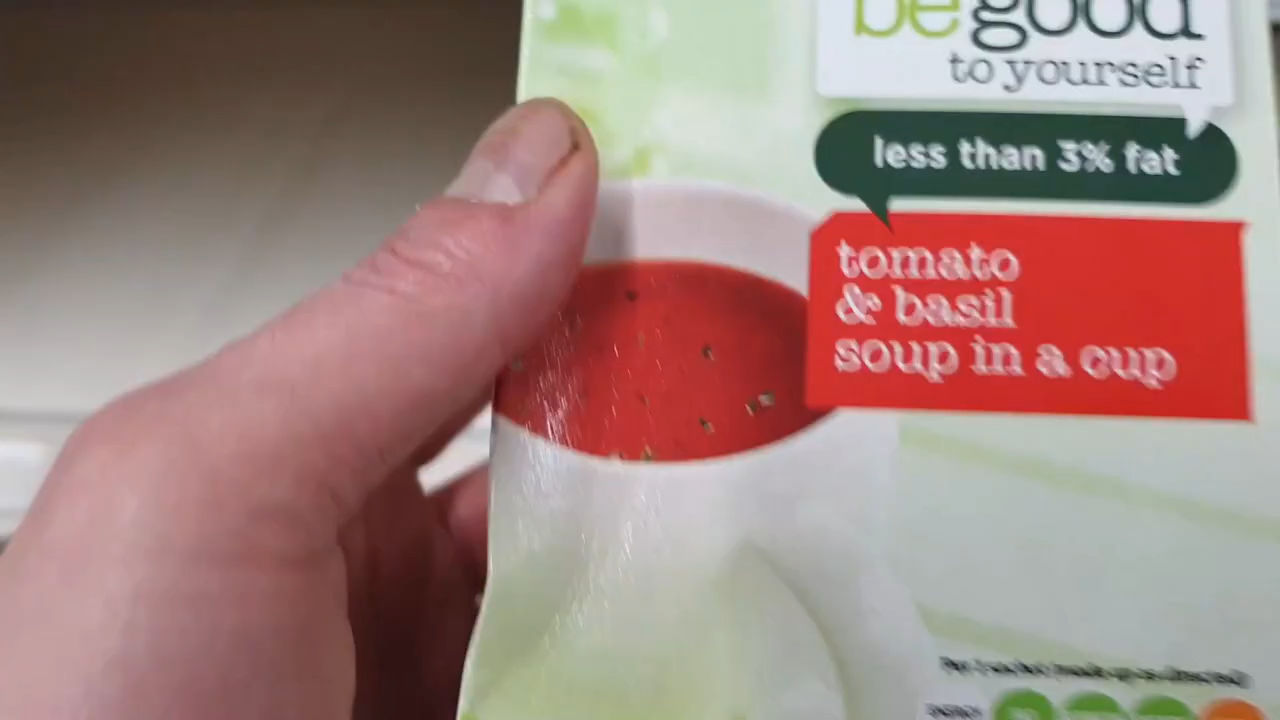 be good
to yourself
less than 3% fat
tomato
& basil
soup in a cup